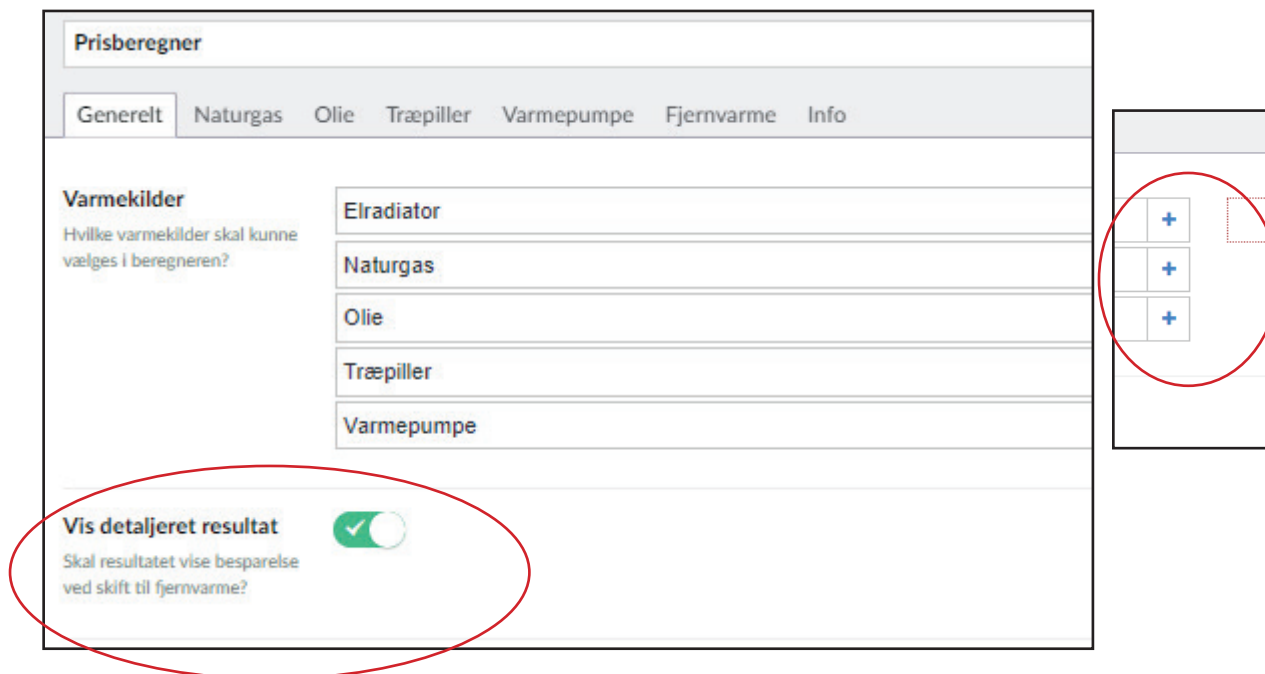 Prisberegner
Generelt Naturgas Olie Træpiller Varmepumpe Fjernvarme Info
Varmekilder
Hvilke varmekilder skal kunne
vælges i beregneren?
Elradiator
Naturgas
Olie
Træpiller
Varmepumpe
Vis detaljeret resultat
Skal resultatet vise besparelse
ved skift til fjernvarme?
+
+
+